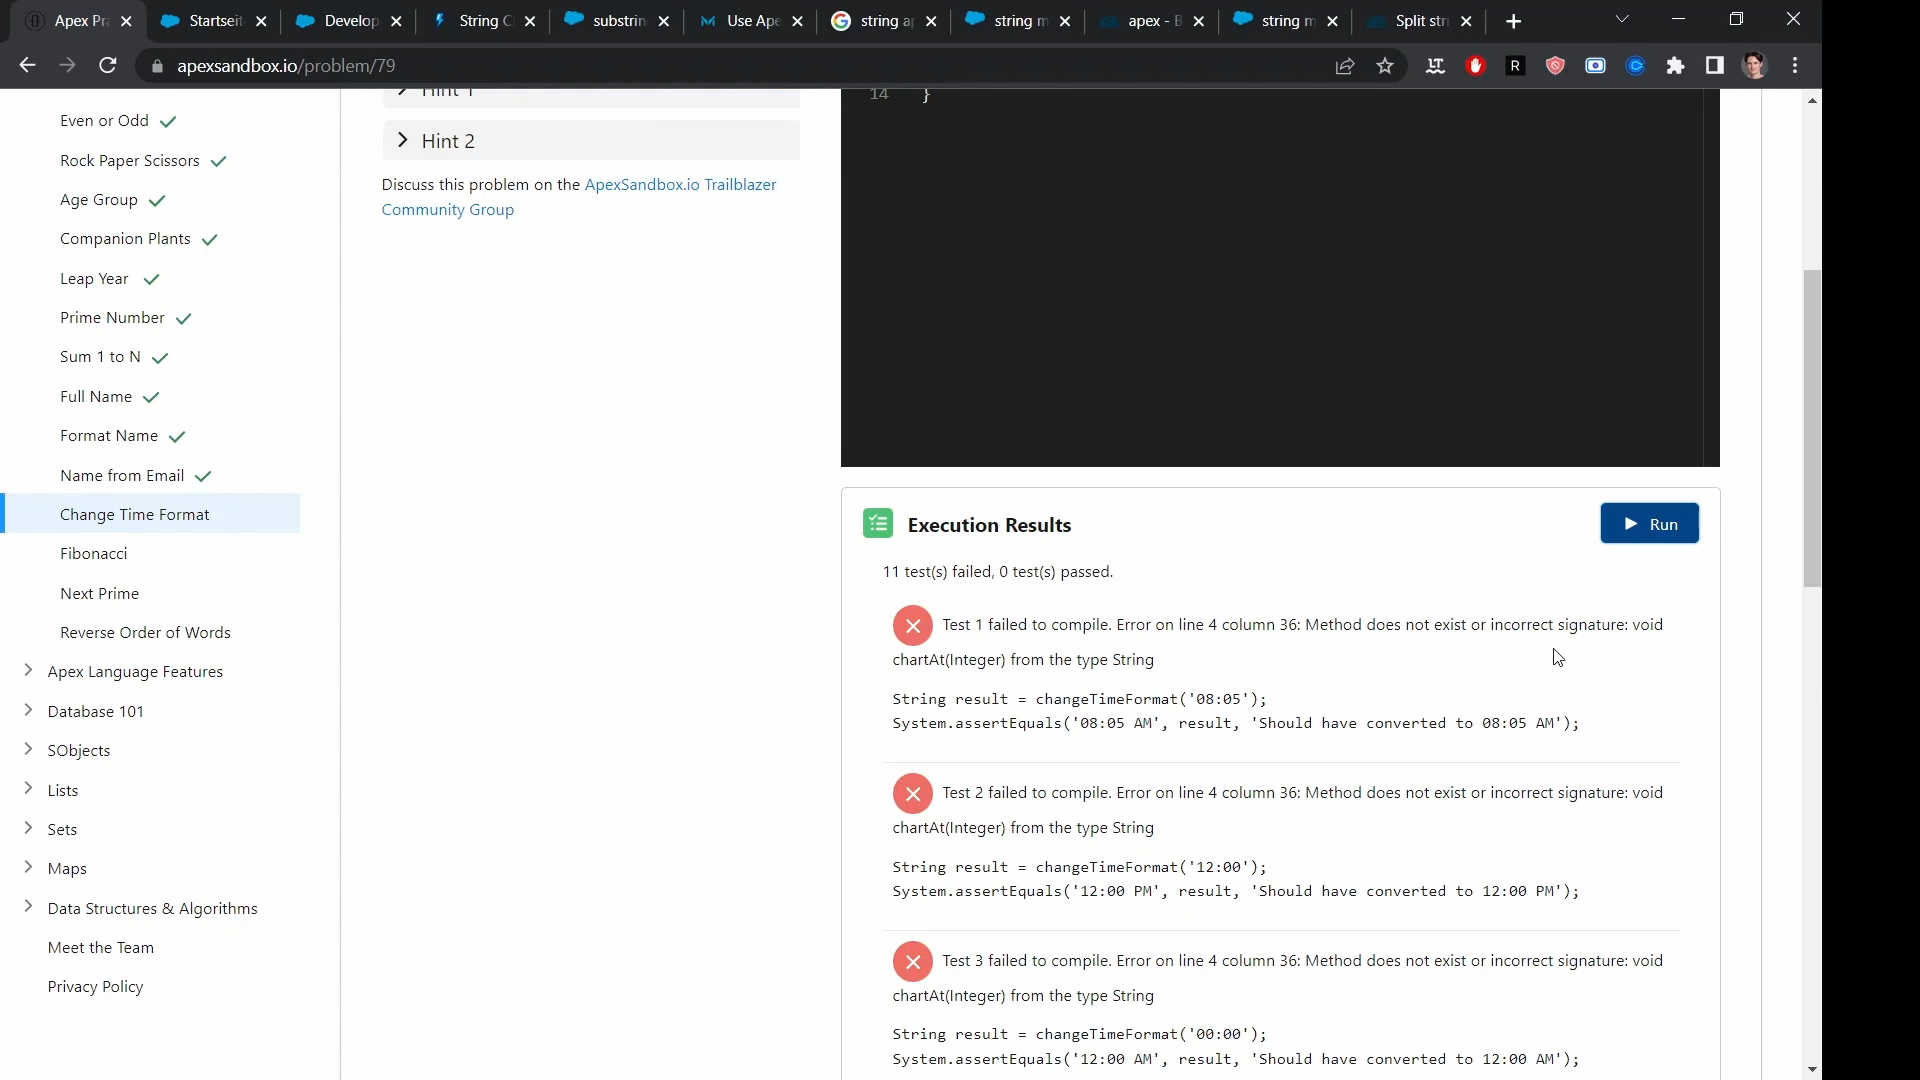 Apex Pra
Startseit
Develop
String C
substrin
Use Ape
string ap
string m
apex - B
string m
Split stri
apexsandbox.io/problem/79
Even or Odd
Rock Paper Scissors
Age Group
Companion Plants
Leap Year
Prime Number
Sum 1 to N
Full Name
Format Name
Name from Email
Change Time Format
Fibonacci
Next Prime
Reverse Order of Words
Apex Language Features
Database 101
SObjects
Lists
Sets
Maps
Data Structures & Algorithms
Meet the Team
Privacy Policy
Hint 1
Hint 2
Discuss this problem on the ApexSandbox.io Trailblazer
Community Group
14 }
Execution Results
Run
11 test(s) failed, 0 test(s) passed.
Test 1 failed to compile. Error on line 4 column 36: Method does not exist or incorrect signature: void
chartAt(Integer) from the type String
String result = changeTimeFormat('08:05');
System.assertEquals('08:05 AM', result, 'Should have converted to 08:05 AM');
Test 2 failed to compile. Error on line 4 column 36: Method does not exist or incorrect signature: void
chartAt(Integer) from the type String
String result = changeTimeFormat('12:00');
System.assertEquals('12:00 PM', result, 'Should have converted to 12:00 PM');
Test 3 failed to compile. Error on line 4 column 36: Method does not exist or incorrect signature: void
chartAt(Integer) from the type String
String result = changeTimeFormat('00:00');
System.assertEquals('12:00 AM', result, 'Should have converted to 12:00 AM');